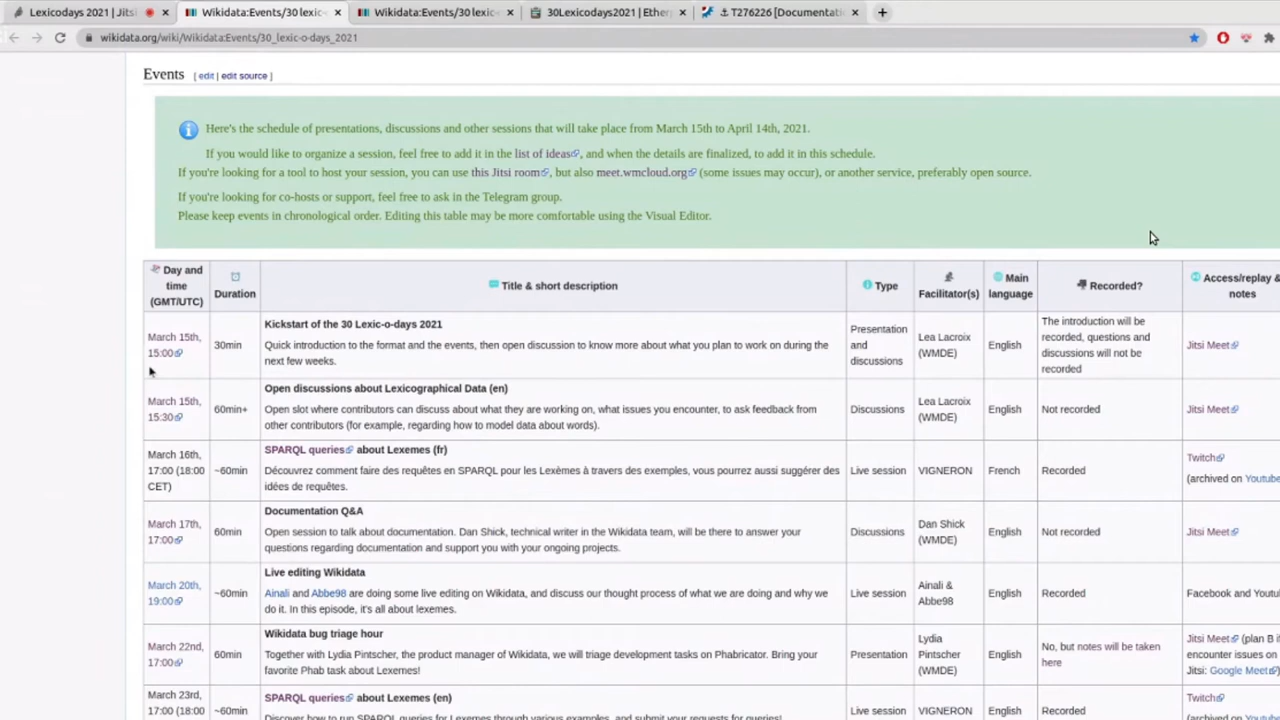 Lexicodays 2021 | Jitsi
Wikidata:Events/30 lexic-
Wikidata:Events/30 lexic-
30Lexicodays2021 | Ether
T276226 [Documentati
wikidata.org/wiki/Wikidata:Events/30_lexic-o-days_2021
Events [ edit | edit source ]
Here's the schedule of presentations, discussions and other sessions that will take place from March 15th to April 14th, 2021.
If you would like to organize a session, feel free to add it in the list of ideas, and when the details are finalized, to add it in this schedule.
If you're looking for a tool to host your session, you can use this Jitsi room, but also meet.wmcloud.org (some issues may occur), or another service, preferably open source.
If you're looking for co-hosts or support, feel free to ask in the Telegram group.
Please keep events in chronological order. Editing this table may be more comfortable using the Visual Editor.
Day and
time
(GMT/UTC)
Duration
Title & short description
Type
Facilitator(s)
Main
language
Recorded?
Access/replay &
notes
March 15th,
15:00
30min
Kickstart of the 30 Lexic-o-days 2021
Quick introduction to the format and the events, then open discussion to know more about what you plan to work on during the
next few weeks.
Presentation
and
discussions
Lea Lacroix
(WMDE)
English
The introduction will be
recorded, questions and
discussions will not be
recorded
Jitsi Meet
March 15th,
15:30
60min+
Open discussions about Lexicographical Data (en)
Open slot where contributors can discuss about what they are working on, what issues you encounter, to ask feedback from
other contributors (for example, regarding how to model data about words).
Discussions
Lea Lacroix
(WMDE)
English
Not recorded
Jitsi Meet
March 16th,
17:00 (18:00
CET)
~60min
SPARQL queries about Lexemes (fr)
Découvrez comment faire des requêtes en SPARQL pour les Lexèmes à travers des exemples, vous pourrez aussi suggérer des
idées de requêtes.
Live session
VIGNERON
French
Recorded
Twitch
(archived on Youtube
March 17th,
17:00
60min
Documentation Q&A
Open session to talk about documentation. Dan Shick, technical writer in the Wikidata team, will be there to answer your
questions regarding documentation and support you with your ongoing projects.
Discussions
Dan Shick
(WMDE)
English
Not recorded
Jitsi Meet
March 20th,
19:00
~60min
Live editing Wikidata
Ainali and Abbe98 are doing some live editing on Wikidata, and discuss our thought process of what we are doing and why we
do it. In this episode, it's all about lexemes.
Live session
Ainali &
Abbe98
English
Recorded
Facebook and Youtu
March 22nd,
17:00
60min
Wikidata bug triage hour
Together with Lydia Pintscher, the product manager of Wikidata, we will triage development tasks on Phabricator. Bring your
favorite Phab task about Lexemes!
Presentation
Lydia
Pintscher
(WMDE)
English
No, but notes will be taken
here
Jitsi Meet (plan B i
encounter issues on
Jitsi: Google Meet
March 23rd,
17:00 (18:00
~60min
SPARQL queries about Lexemes (en)
Discover how to run SPARQL queries for Lexemes through various examples, and submit your requests for queries!
Live session
VIGNERON
English
Recorded
Twitch
(archived on Youtube